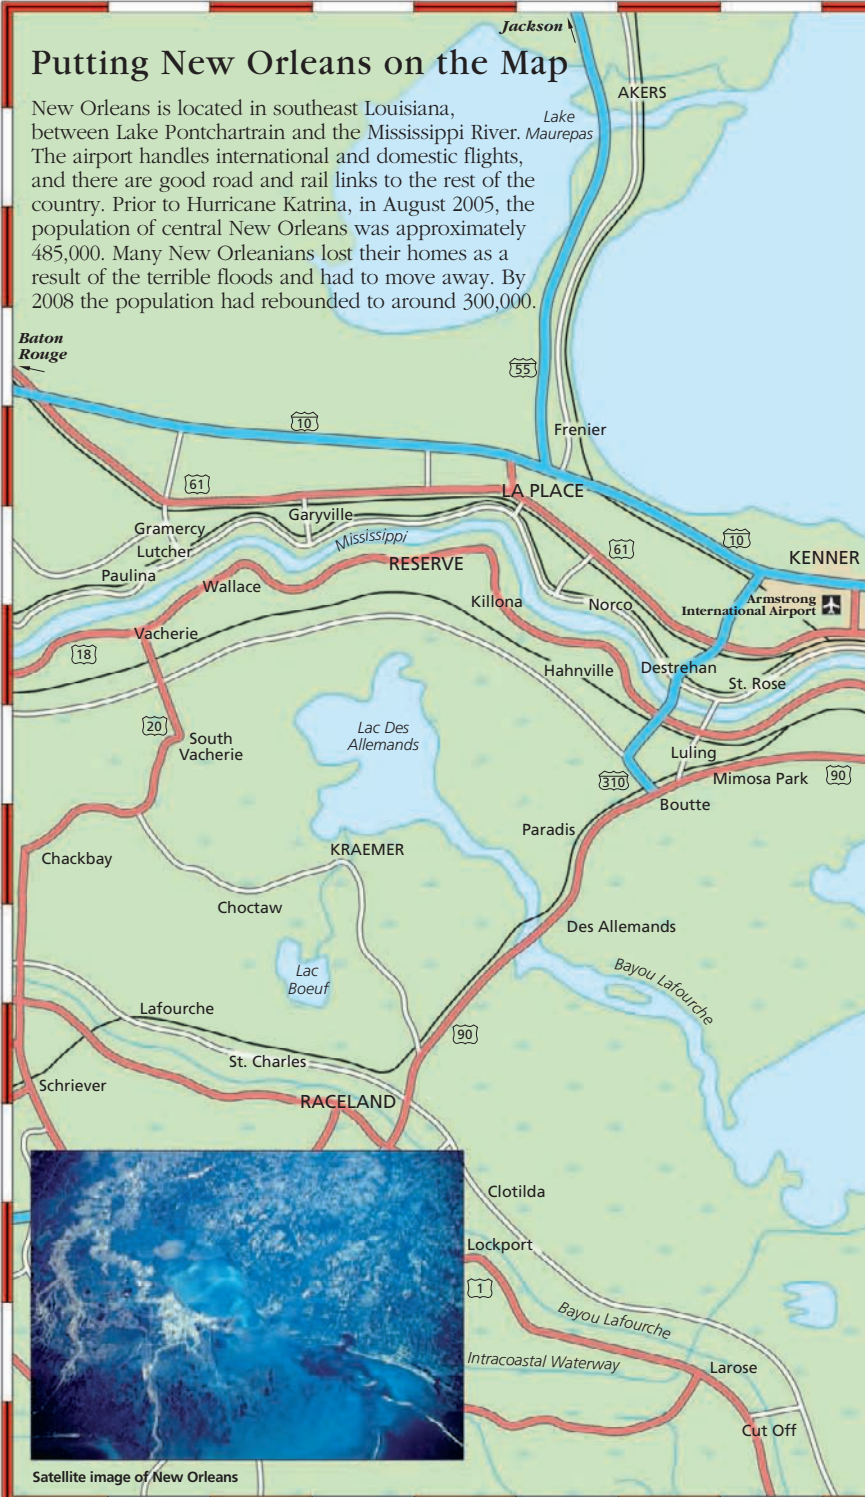 Jackson
Putting New Orleans on the Map
New Orleans is located in southeast Louisiana,
between Lake Pontchartrain and the Mississippi River.
The airport handles international and domestic flights,
and there are good road and rail links to the rest of the
country. Prior to Hurricane Katrina, in August 2005, the
population of central New Orleans was approximately
485,000. Many New Orleanians lost their homes as a
result of the terrible floods and had to move away. By
2008 the population had rebounded to around 300,000.
AKERS
Lake
Maurepas
Baton
Rouge
55
10
Frenier
61
LA PLACE
Garyville
Gramercy
Mississippi
Lutcher
10
61
KENNER
RESERVE
Paulina
Wallace
Killona
Norco
Armstrong
International Airport
Vacherie
18
Hahnville
Destrehan
St. Rose
20
South
Vacherie
Lac Des
Allemands
Luling
310
Mimosa Park
90
Boutte
Paradis
KRAEMER
Chackbay
Choctaw
Des Allemands
Lac
Boeuf
Bayou Lafourche
Lafourche
90
St. Charles
Schriever
RACELAND
Clotilda
Lockport
1
Bayou Lafourche
Intracoastal Waterway
Larose
Cut Off
Satellite image of New Orleans